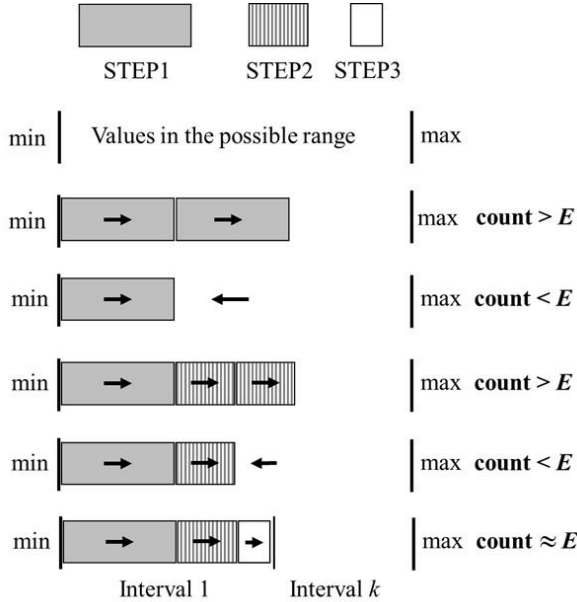 STEP1 STEP2 STEP3
min Values in the possible range max
min max count > E
min max count < E
min max count > E
min max count < E
min max count ≈ E
Interval 1 Interval k